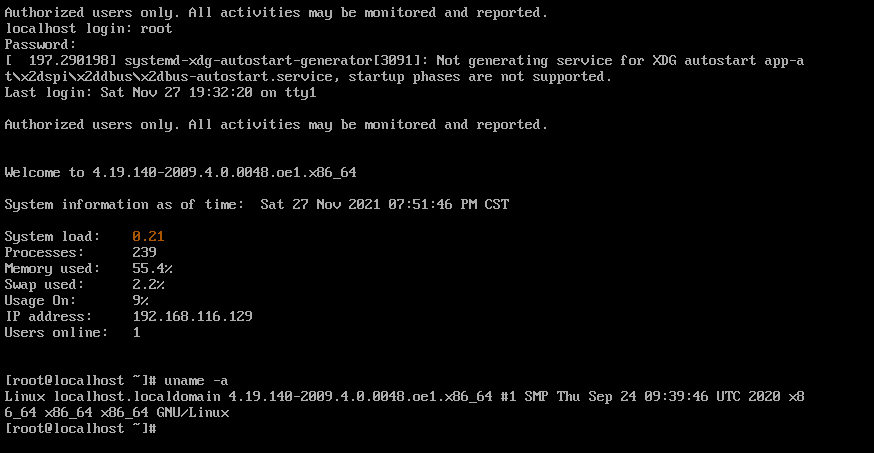 Authorized users only. All activities may be monitored and reported.
localhost login: root
Password:
[  197.290198] systemd-xdg-autostart-generator[3091]: Not generating service for XDG autostart app-a
t\x2dspi\x2ddbus\x2dbus-autostart.service, startup phases are not supported.
Last login: Sat Nov 27 19:32:20 on tty1
Authorized users only. All activities may be monitored and reported.
Welcome to 4.19.140-2009.4.0.0048.oe1.x86_64
System information as of time:  Sat 27 Nov 2021 07:51:46 PM CST
System load:    0.21
Processes:      239
Memory used:    55.4%
Swap used:      2.2%
Usage On:       9%
IP address:     192.168.116.129
Users online:   1
[root@localhost ~]# uname -a
Linux localhost.localdomain 4.19.140-2009.4.0.0048.oe1.x86_64 #1 SMP Thu Sep 24 09:39:46 UTC 2020 x8
6_64 x86_64 x86_64 GNU/Linux
[root@localhost ~]#